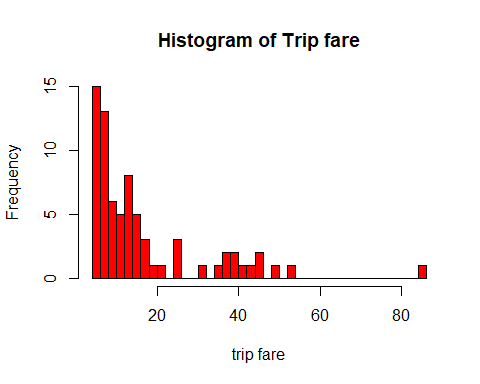 Histogram of Trip fare
Frequency
15
10
5
0
20 40 60 80
trip fare